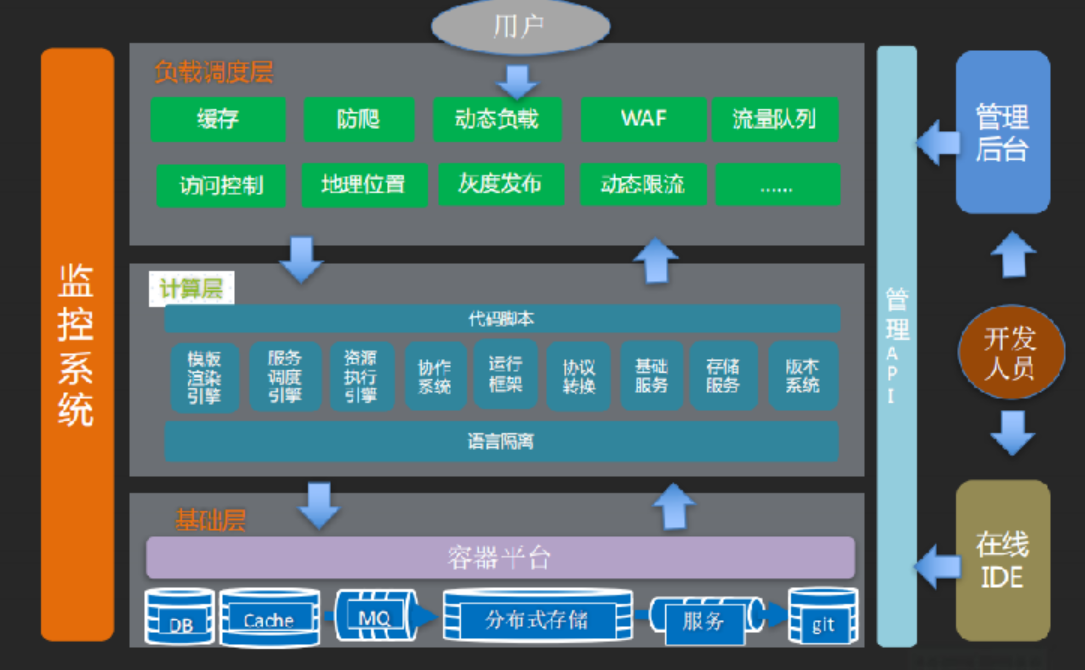 用户
监控系统
负载调度层
缓存
防爬
动态负载
WAF
流量队列
访问控制
地理位置
灰度发布
动态限流
......
计算层
代码脚本
模版
渲染
引擎
服务
调度
引擎
资源
执行
引擎
协作
系统
运行
框架
协议
转换
基础
服务
存储
服务
版本
系统
语言隔离
基础层
容器平台
DB
Cache
MQ
分布式存储
服务
git
管理API
管理
后台
开发
人员
在线
IDE